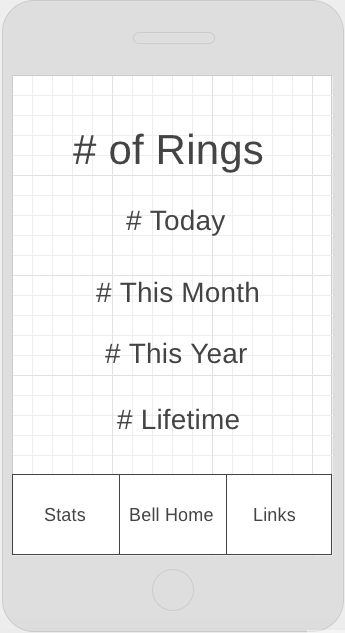 # of Rings
# Today
# This Month
# This Year
# Lifetime
Stats Bell Home Links